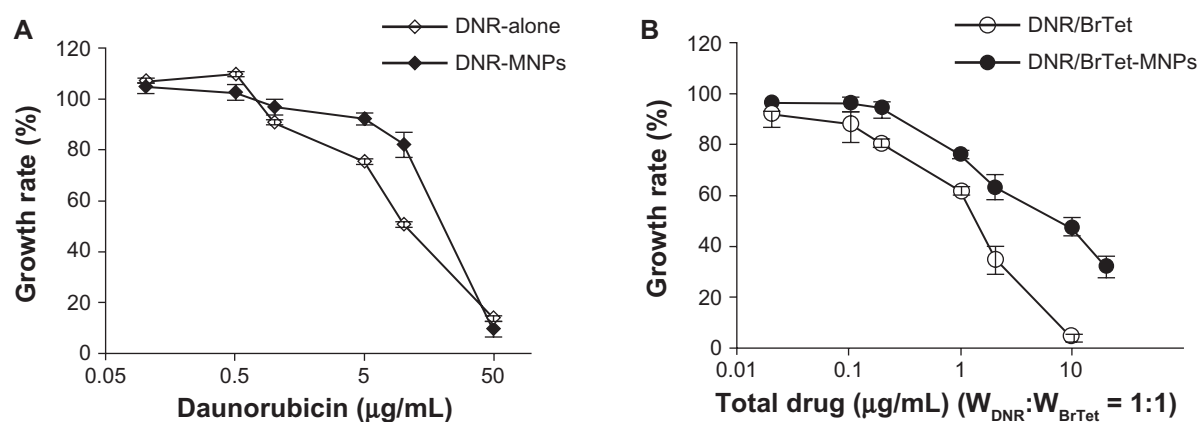 A
DNR-alone
DNR-MNPs
Growth rate (%)
120
100
80
60
40
20
0
0.05
0.5
5
50
Daunorubicin (μg/mL)
B
DNR/BrTet
DNR/BrTet-MNPs
Growth rate (%)
120
100
80
60
40
20
0
0.01
0.1
1
10
Total drug (μg/mL) (W_DNR:W_BrTet = 1:1)